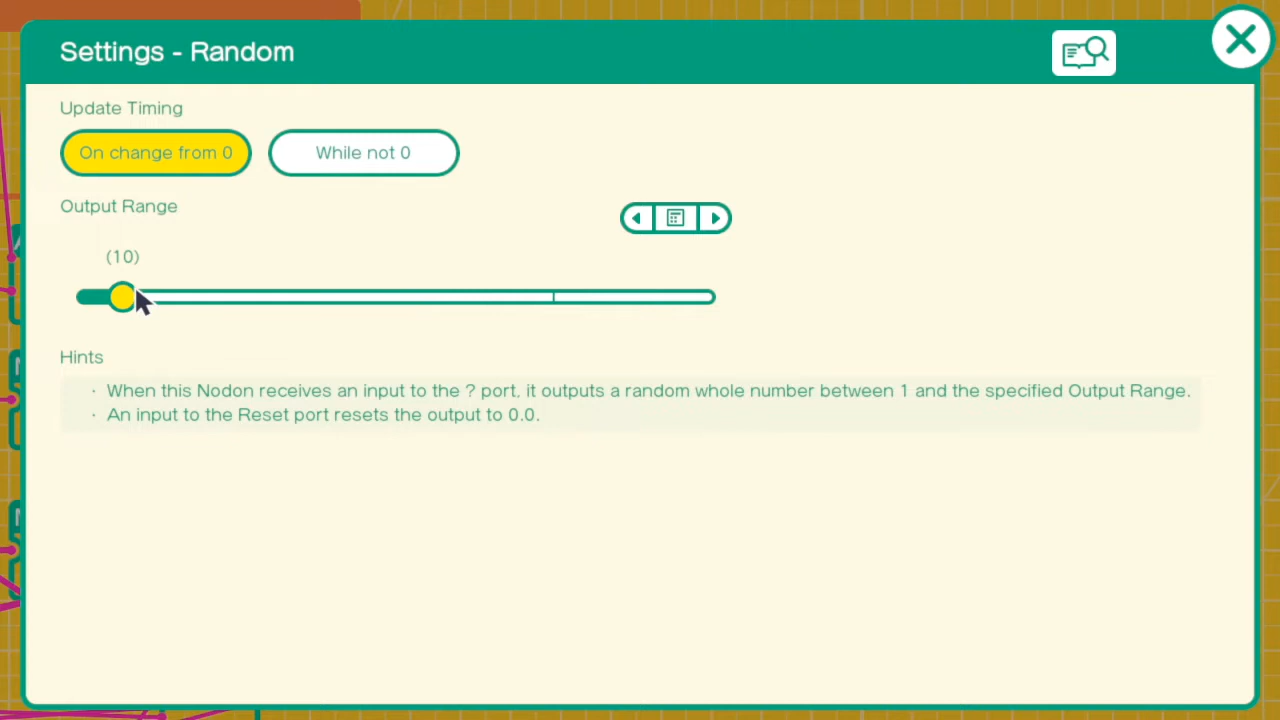 Settings - Random
Update Timing
On change from 0
While not 0
Output Range
(10)
Hints
· When this Nodon receives an input to the ? port, it outputs a random whole number between 1 and the specified Output Range.
· An input to the Reset port resets the output to 0.0.